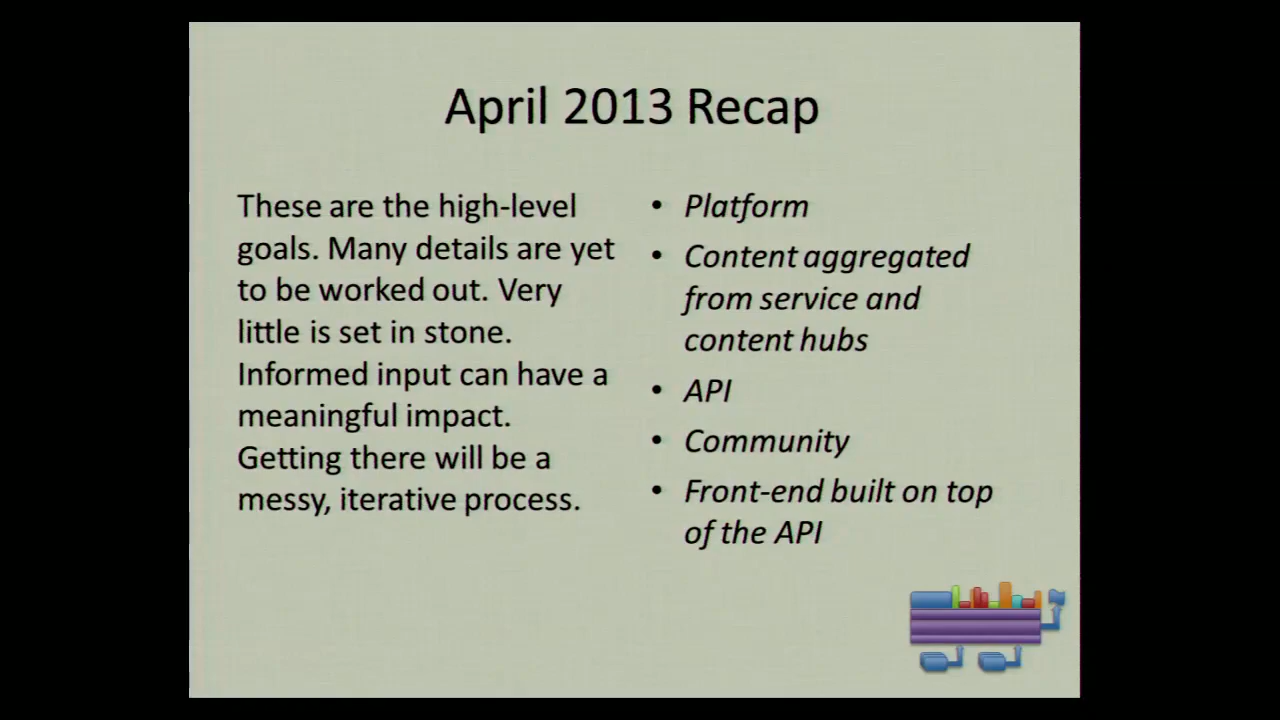 April 2013 Recap
These are the high-level
goals. Many details are yet
to be worked out. Very
little is set in stone.
Informed input can have a
meaningful impact.
Getting there will be a
messy, iterative process.
• Platform
• Content aggregated
from service and
content hubs
• API
• Community
• Front-end built on top
of the API